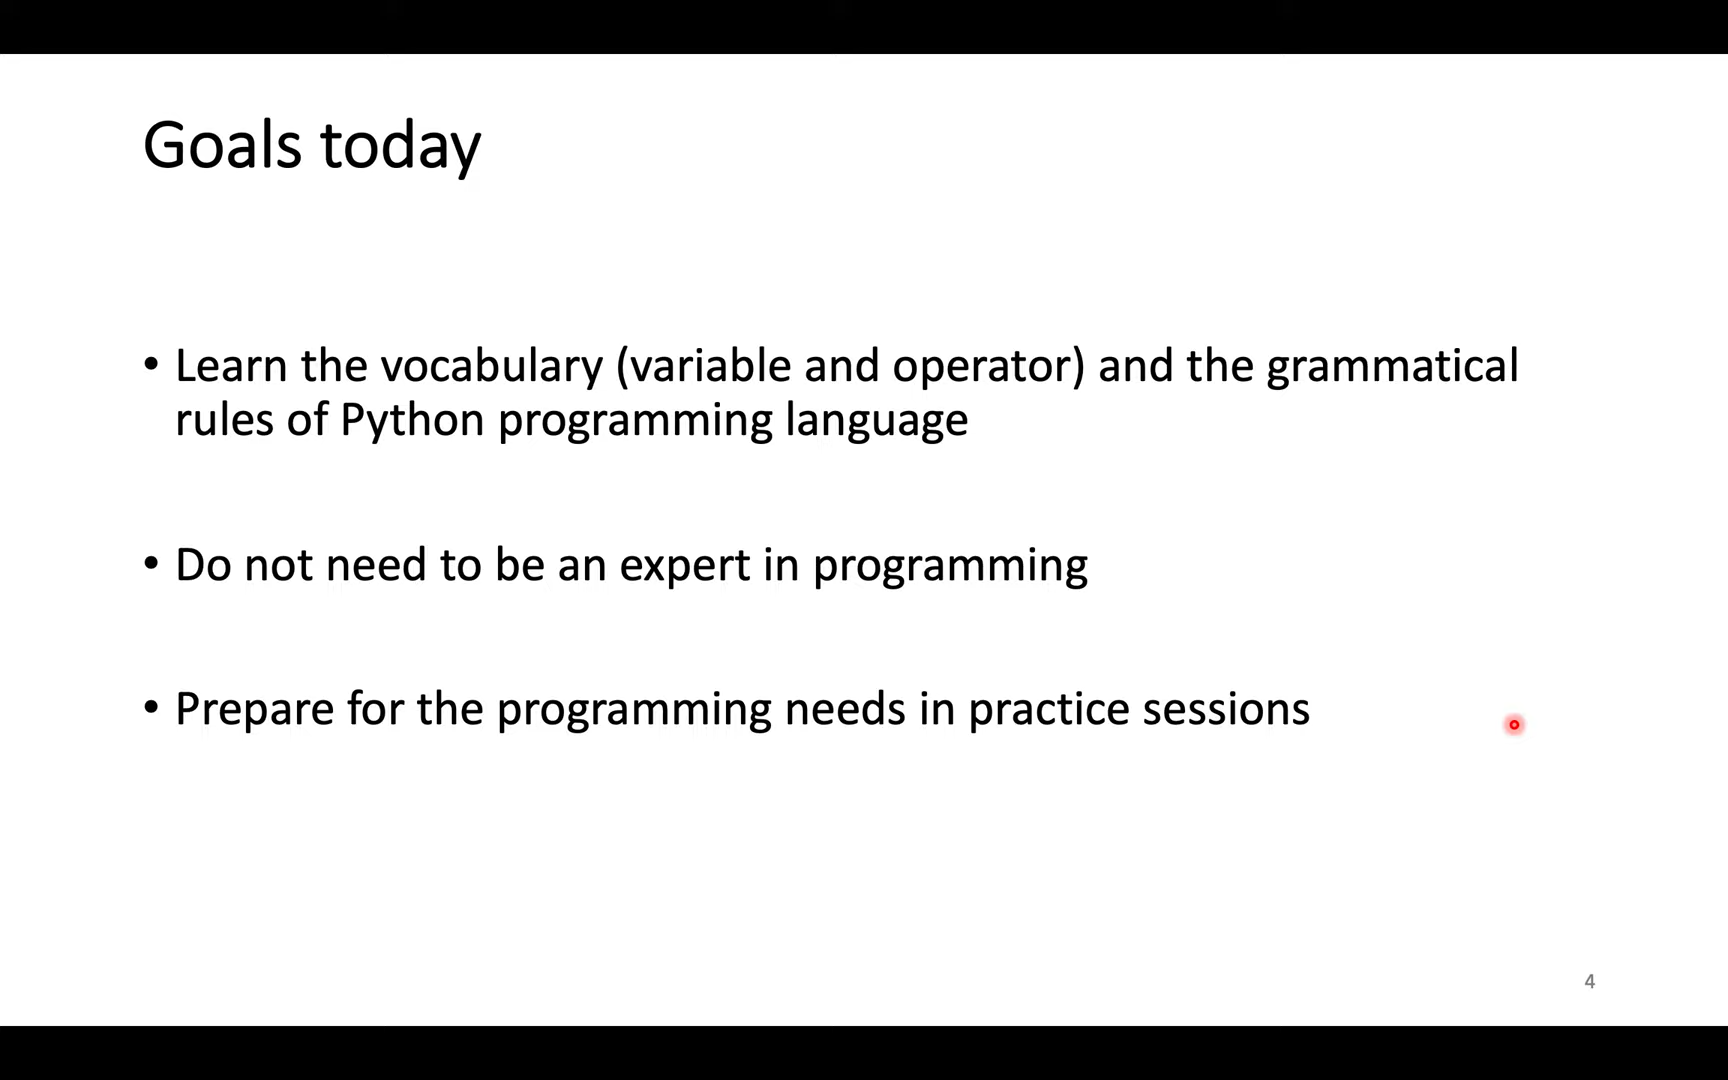 Goals today
• Learn the vocabulary (variable and operator) and the grammatical
rules of Python programming language
• Do not need to be an expert in programming
• Prepare for the programming needs in practice sessions
4